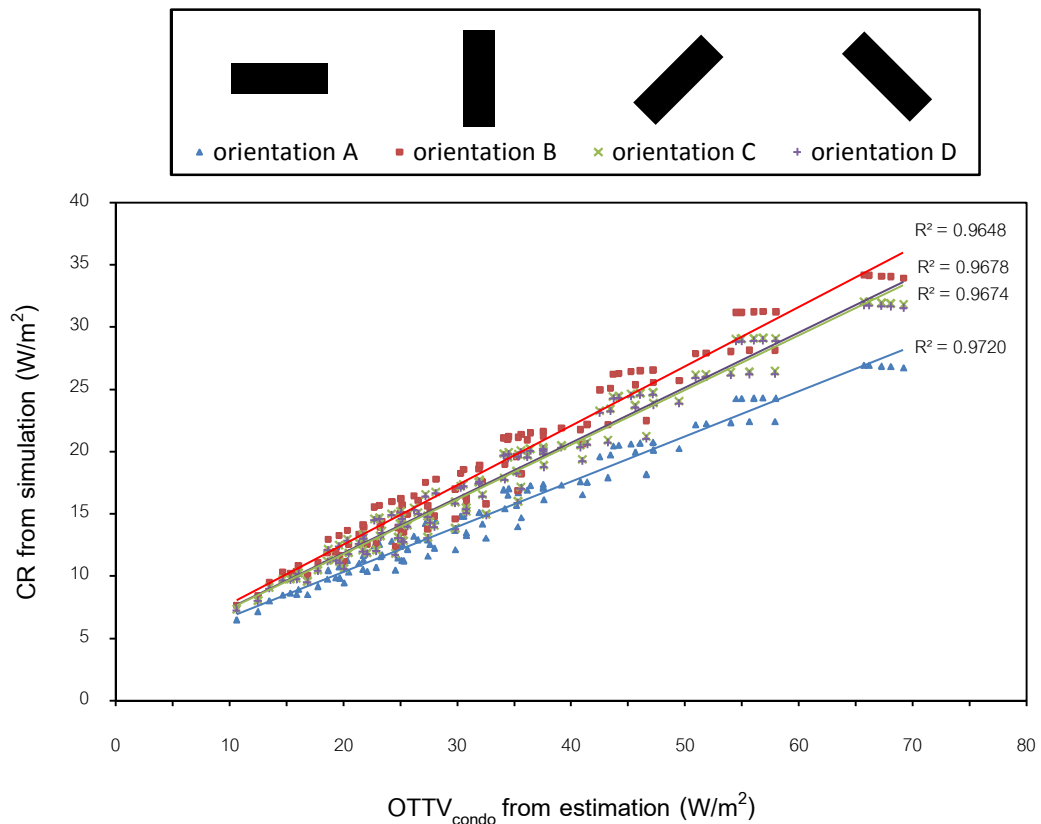 orientation A orientation B orientation C orientation D
40
35
30
25
20
15
10
5
0
CR from simulation (W/m²)
R² = 0.9648
R² = 0.9678
R² = 0.9674
R² = 0.9720
0 10 20 30 40 50 60 70 80
OTTVcondo from estimation (W/m²)